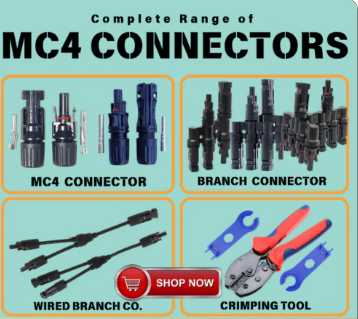 Complete Range of
MC4 CONNECTORS
MC4 CONNECTOR
BRANCH CONNECTOR
WIRED BRANCH CO.
SHOP NOW
CRIMPING TOOL